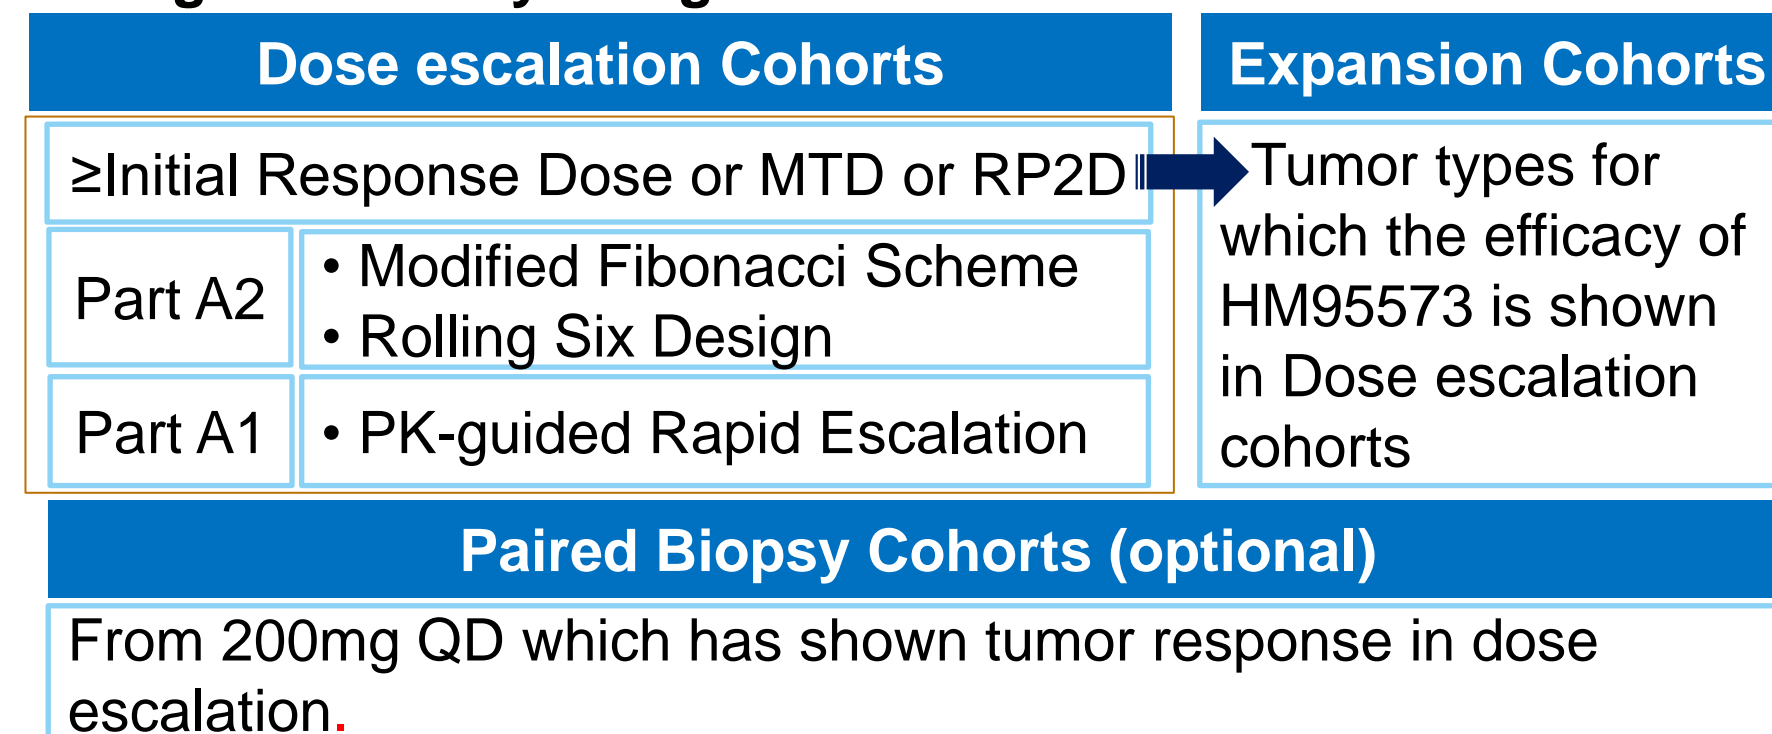 Dose escalation Cohorts
Expansion Cohorts
≥Initial Response Dose or MTD or RP2D
Part A2
• Modified Fibonacci Scheme
• Rolling Six Design
Part A1
• PK-guided Rapid Escalation
Tumor types for
which the efficacy of
HM95573 is shown
in Dose escalation
cohorts
Paired Biopsy Cohorts (optional)
From 200mg QD which has shown tumor response in dose
escalation.